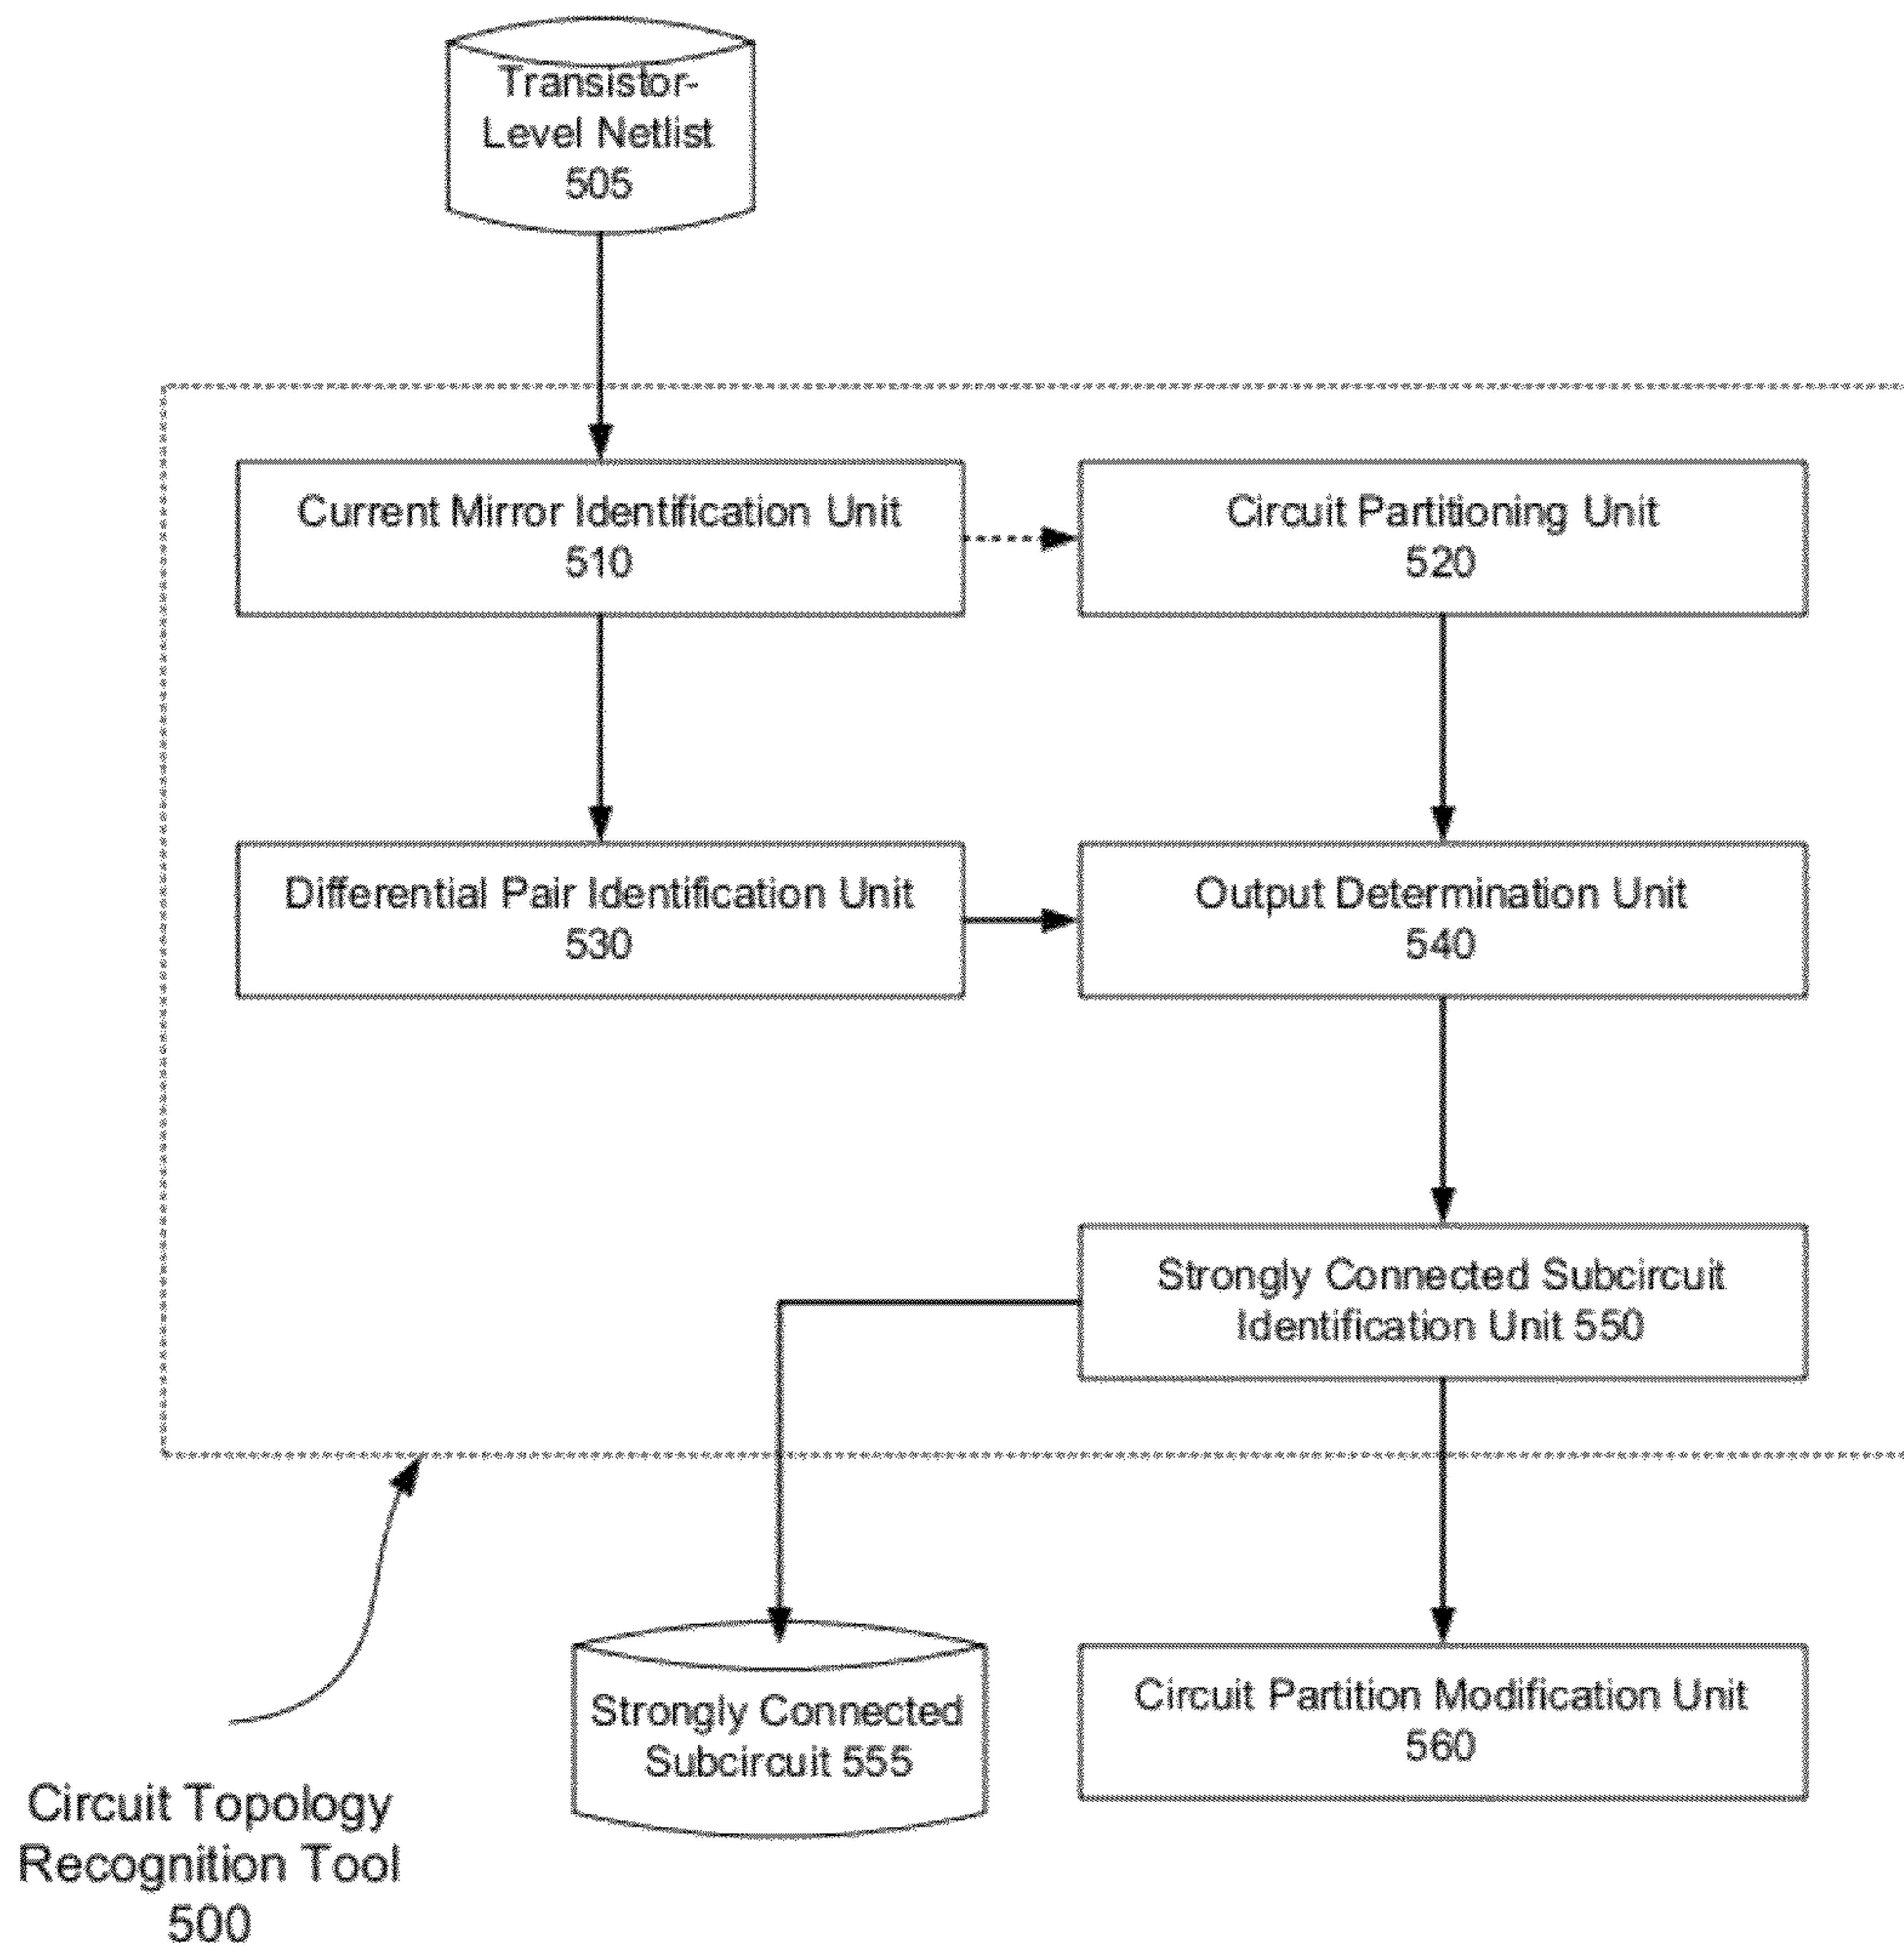 Transistor-
Level Netlist
505
Current Mirror Identification Unit
510
Circuit Partitioning Unit
520
Differential Pair Identification Unit
530
Output Determination Unit
540
Strongly Connected Subcircuit
Identification Unit 550
Strongly Connected
Subcircuit 555
Circuit Partition Modification Unit
560
Circuit Topology
Recognition Tool
500